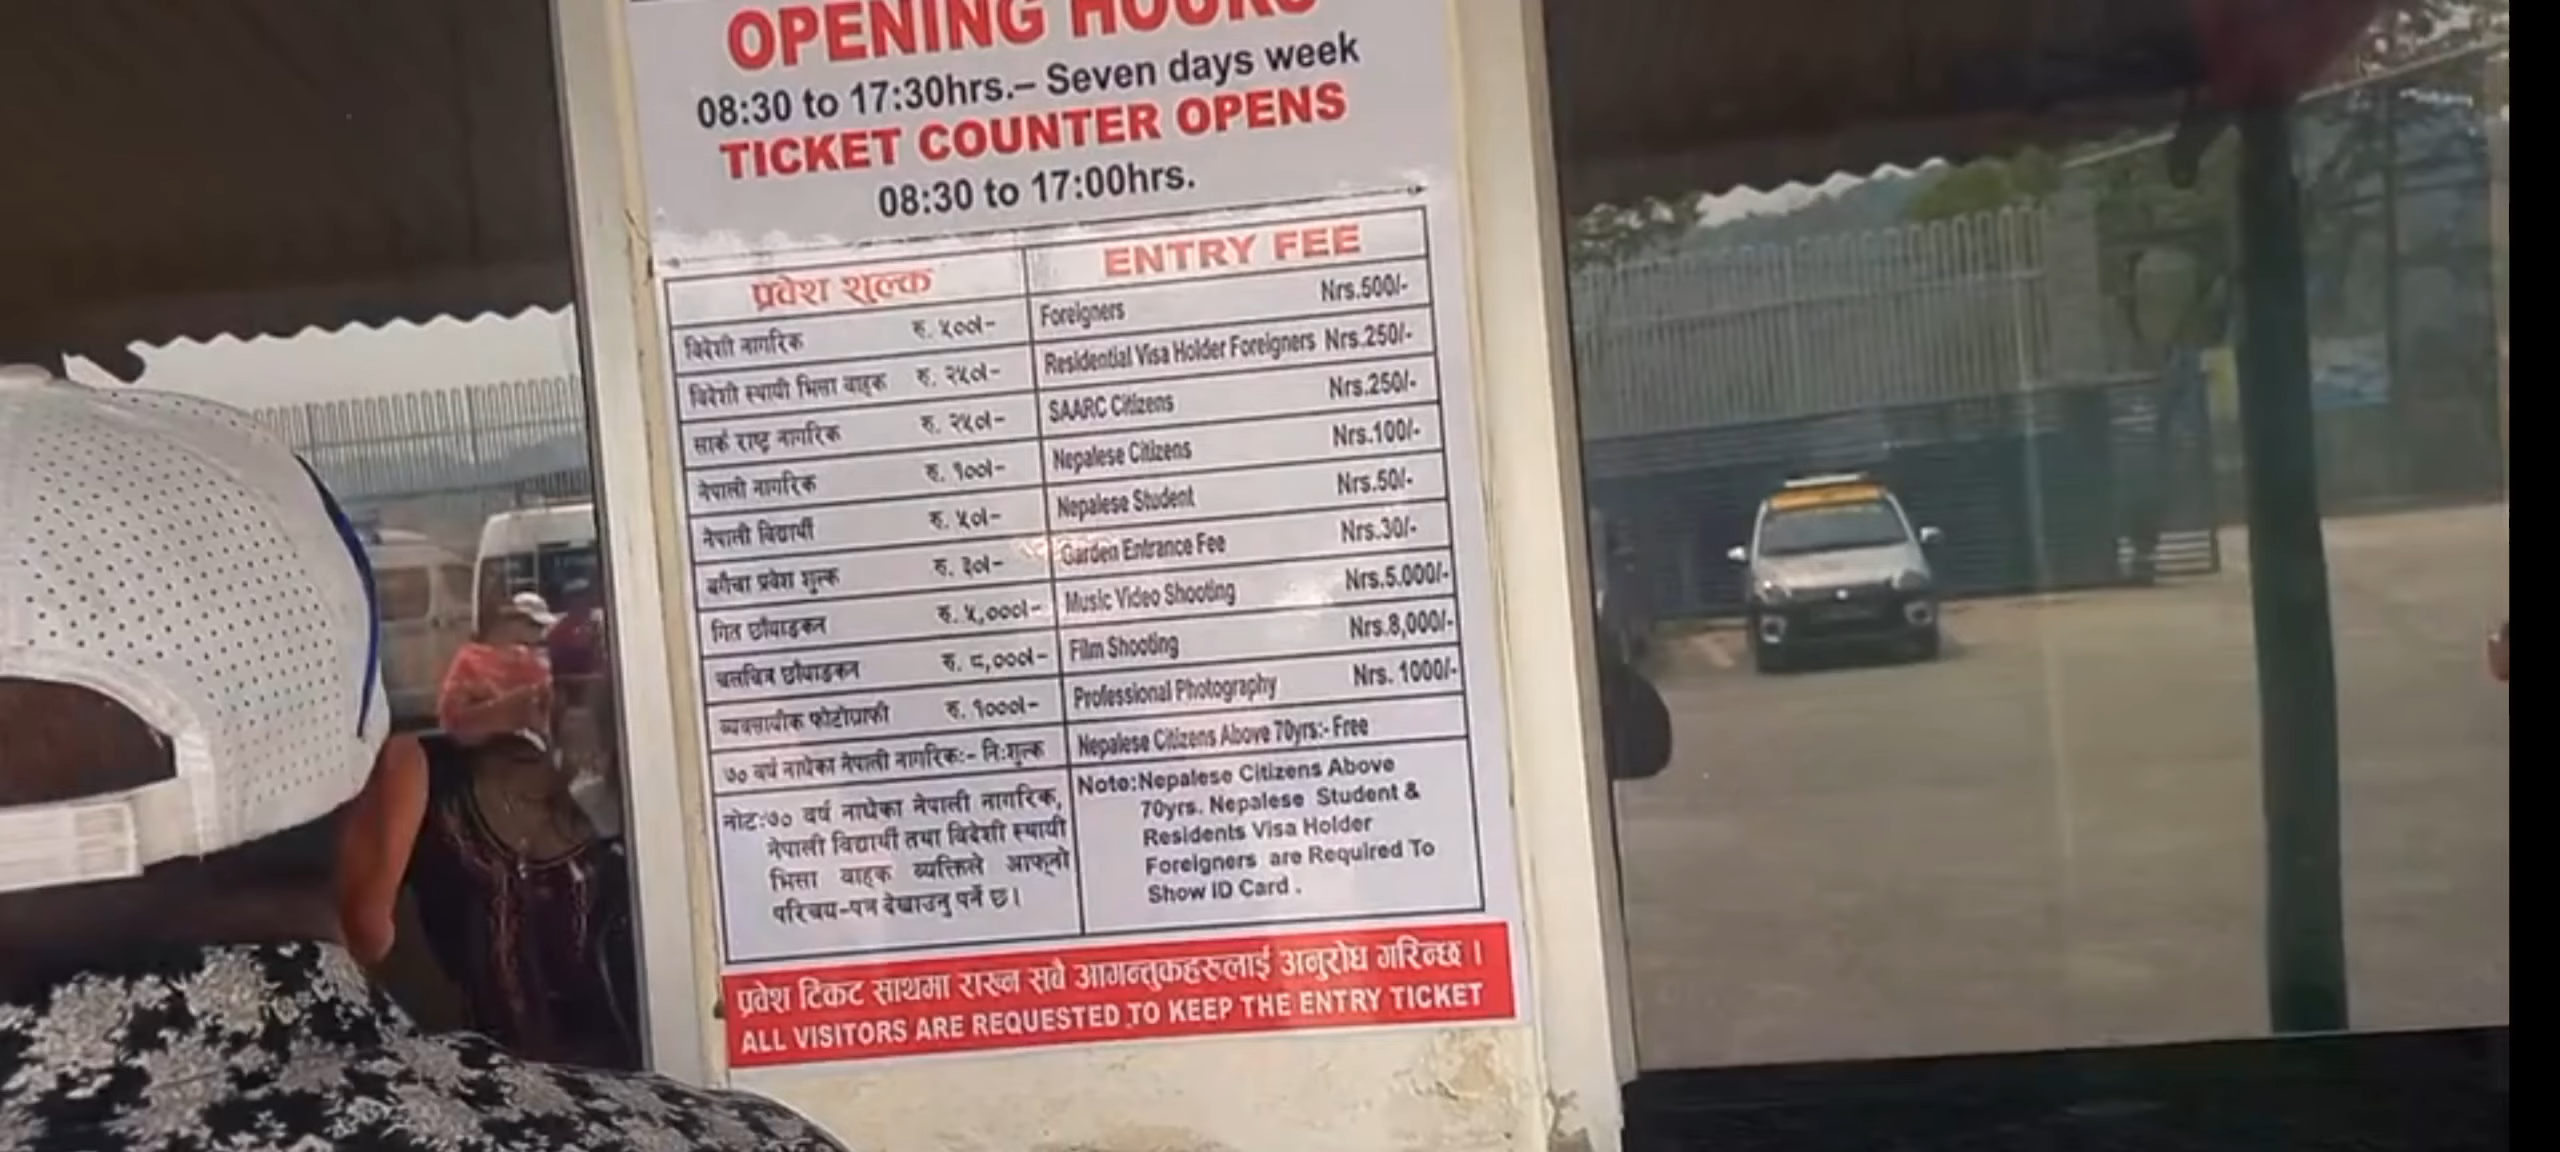 OPENING HOURS
08:30 to 17:30hrs.– Seven days week
TICKET COUNTER OPENS
08:30 to 17:00hrs.
प्रवेश शुल्क ENTRY FEE
विदेशी नागरिक रु. ५००/- Foreigners Nrs.500/-
विदेशी स्थायी भिसा वाहक रु. २५०/- Residential Visa Holder Foreigners Nrs.250/-
सार्क राष्ट्र नागरिक रु. २५०/- SAARC Citizens Nrs.250/-
नेपाली नागरिक रु. १००/- Nepalese Citizens Nrs.100/-
नेपाली विद्यार्थी रु. ५०/- Nepalese Student Nrs.50/-
बगैंचा प्रवेश शुल्क रु. ३०/- Garden Entrance Fee Nrs.30/-
गित छाँयाङकन रु. ५,०००/- Music Video Shooting Nrs.5.000/-
चलचित्र छाँयाङकन रु. ८,०००/- Film Shooting Nrs.8,000/-
व्यवसायीक फोटोग्राफी रु. १०००/- Professional Photography Nrs. 1000/-
७० वर्ष नाघेका नेपाली नागरिक:- नि:शुल्क Nepalese Citizens Above 70yrs:- Free
नोट:७० वर्ष नाघेका नेपाली नागरिक,
नेपाली विद्यार्थी तथा विदेशी स्थायी
भिसा वाहक व्यक्तिले आफ्नो
परिचय-पत्र देखाउनु पर्ने छ।
Note:Nepalese Citizens Above
70yrs. Nepalese Student &
Residents Visa Holder
Foreigners are Required To
Show ID Card .
प्रवेश टिकट साथमा राख्न सबै आगन्तुकहरुलाई अनुरोध गरिन्छ ।
ALL VISITORS ARE REQUESTED TO KEEP THE ENTRY TICKET